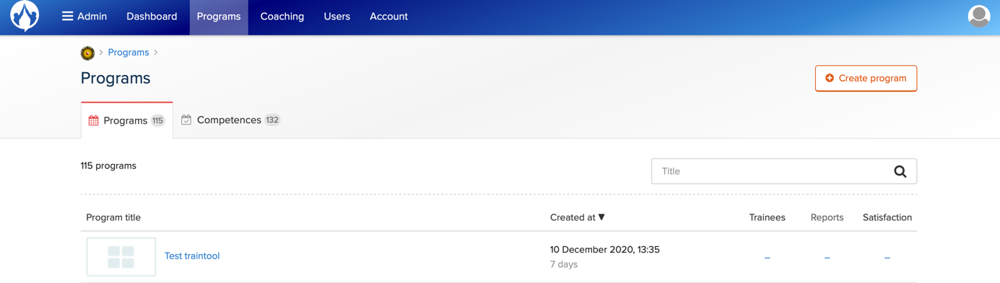 Admin Dashboard Programs Coaching Users Account
Programs
Programs
Create program
Programs 115 Competences 132
115 programs
Title
Program title Created at ▼ Trainees Reports Satisfaction
Test traintool 10 December 2020, 13:35 – – –
7 days